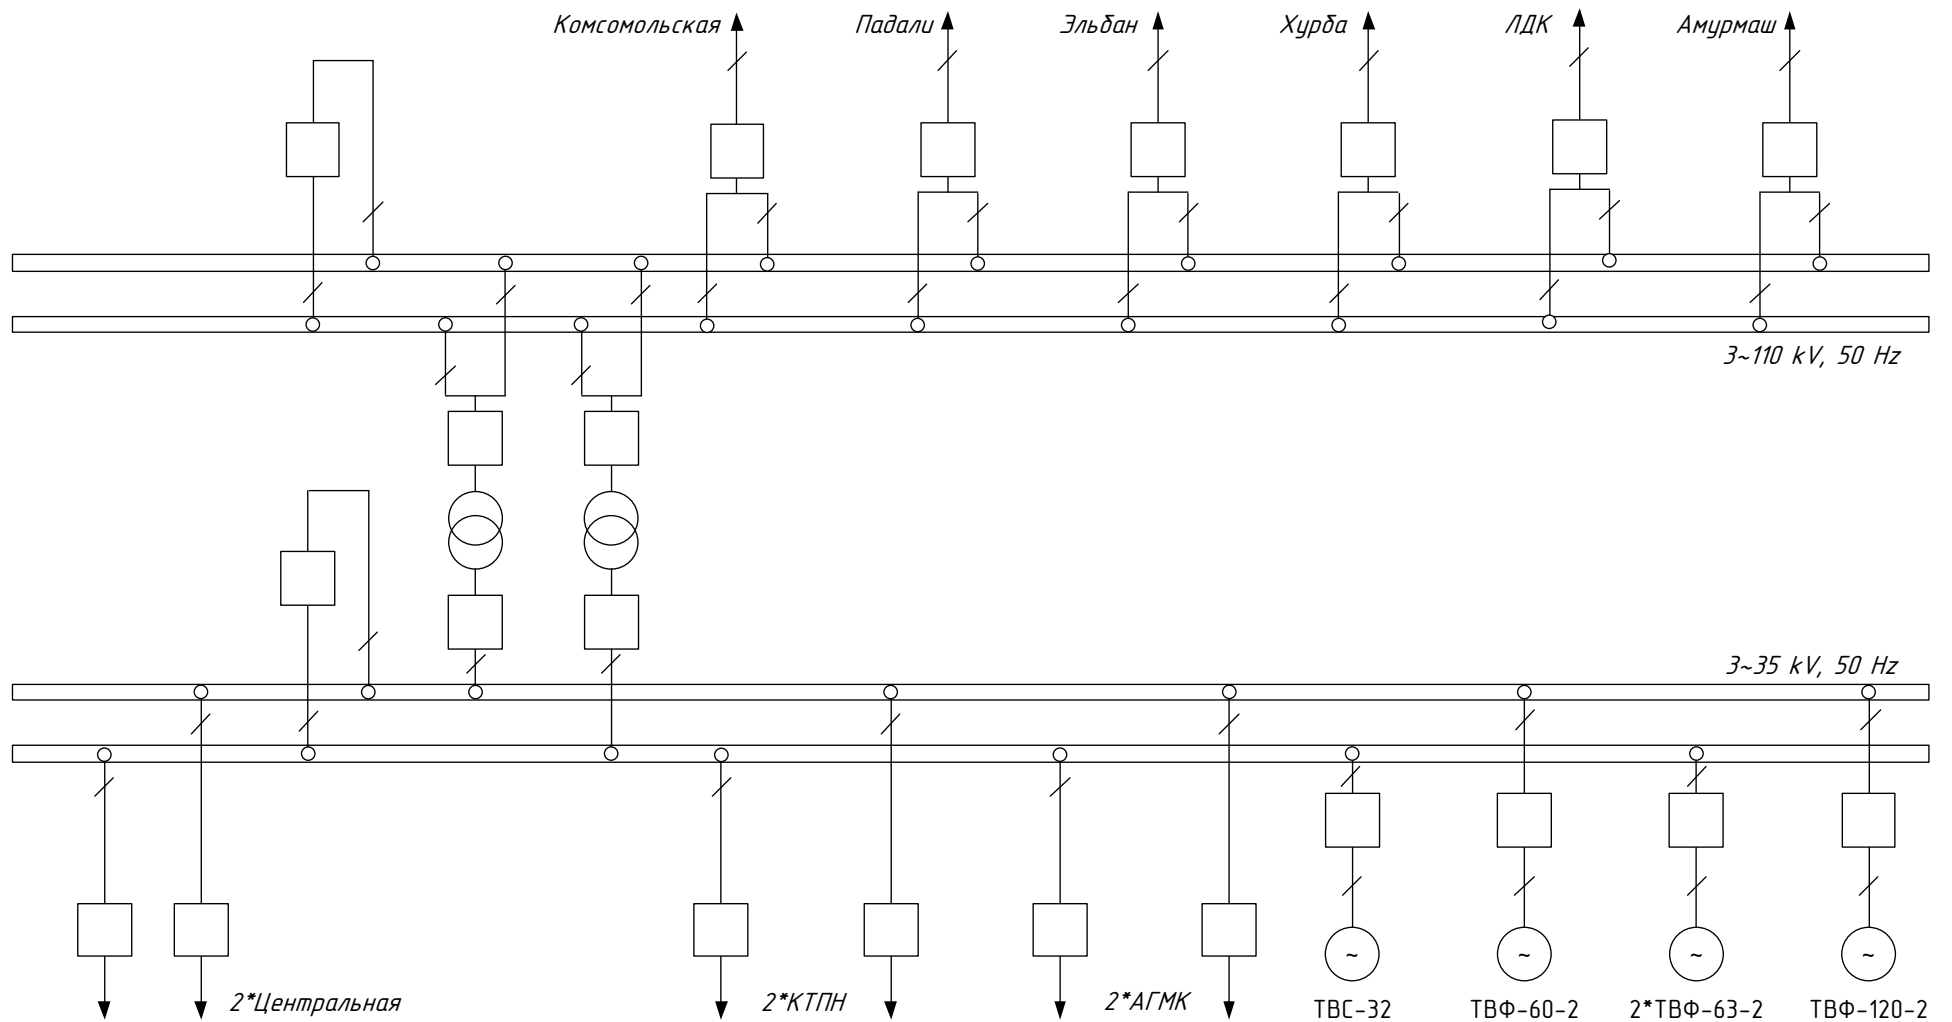 Комсомольская
Падали
Эльбан
Хурба
ЛДК
Амурмаш
3~110 kV, 50 Hz
3~35 kV, 50 Hz
2*Центральная
2*КТПН
2*АГМК
~
~
~
~
ТВС-32
ТВФ-60-2
2*ТВФ-63-2
ТВФ-120-2